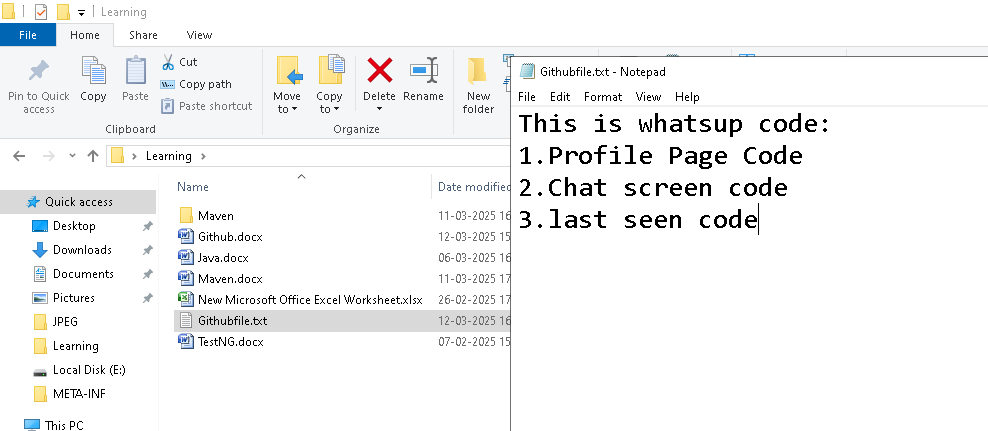 Learning
File Home Share View
Pin to Quick access
Copy
Paste
Cut
Copy path
Paste shortcut
Clipboard
Move to
Copy to
Delete
Rename
Organize
New folder
Learning
Quick access
Desktop
Downloads
Documents
Pictures
JPEG
Learning
Local Disk (E:)
META-INF
This PC
Name Date modified
Maven 11-03-2025 16
Github.docx 12-03-2025 15
Java.docx 06-03-2025 16
Maven.docx 11-03-2025 17
New Microsoft Office Excel Worksheet.xlsx 26-02-2025 17
Githubfile.txt 12-03-2025 16
TestNG.docx 07-02-2025 15
Githubfile.txt - Notepad
File Edit Format View Help
This is whatsup code:
1.Profile Page Code
2.Chat screen code
3.last seen code